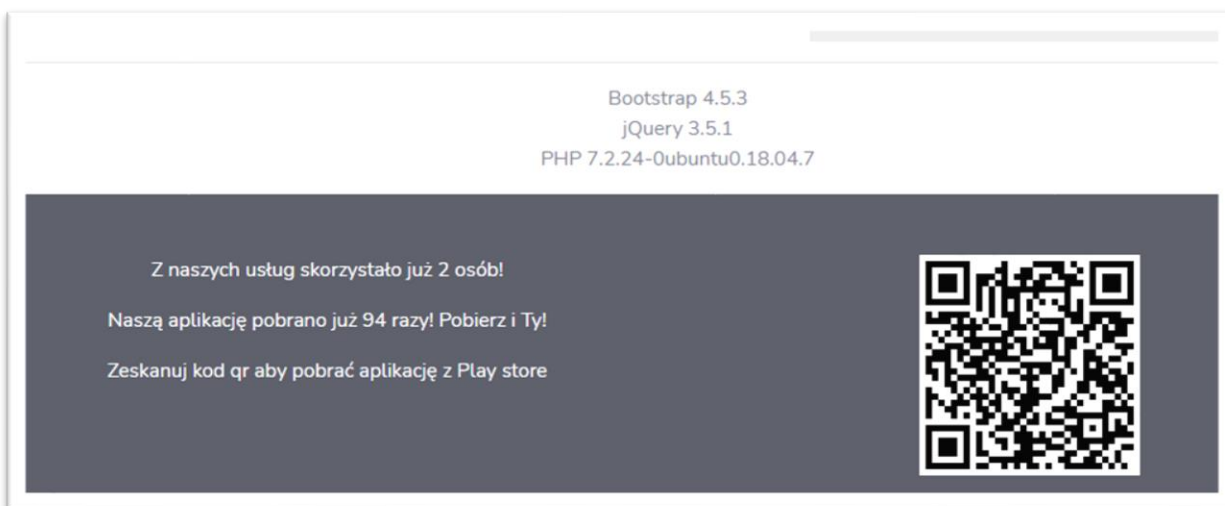 Bootstrap 4.5.3
jQuery 3.5.1
PHP 7.2.24-0ubuntu0.18.04.7
Z naszych usług skorzystało już 2 osób!
Naszą aplikację pobrano już 94 razy! Pobierz i Ty!
Zeskanuj kod qr aby pobrać aplikację z Play store